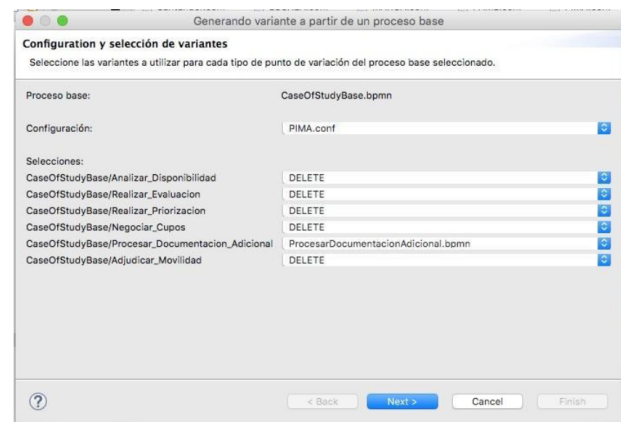 Generando variante a partir de un proceso base
Configuration y selección de variantes
Seleccione las variantes a utilizar para cada tipo de punto de variación del proceso base seleccionado.
Proceso base: CaseOfStudyBase.bpmn
Configuración: PIMA.conf
Selecciones:
CaseOfStudyBase/Analizar_Disponibilidad DELETE
CaseOfStudyBase/Realizar_Evaluacion DELETE
CaseOfStudyBase/Realizar_Priorizacion DELETE
CaseOfStudyBase/Negociar_Cupos DELETE
CaseOfStudyBase/Procesar_Documentacion_Adicional ProcesarDocumentacionAdicional.bpmn
CaseOfStudyBase/Adjudicar_Movilidad DELETE
? < Back Next > Cancel Finish